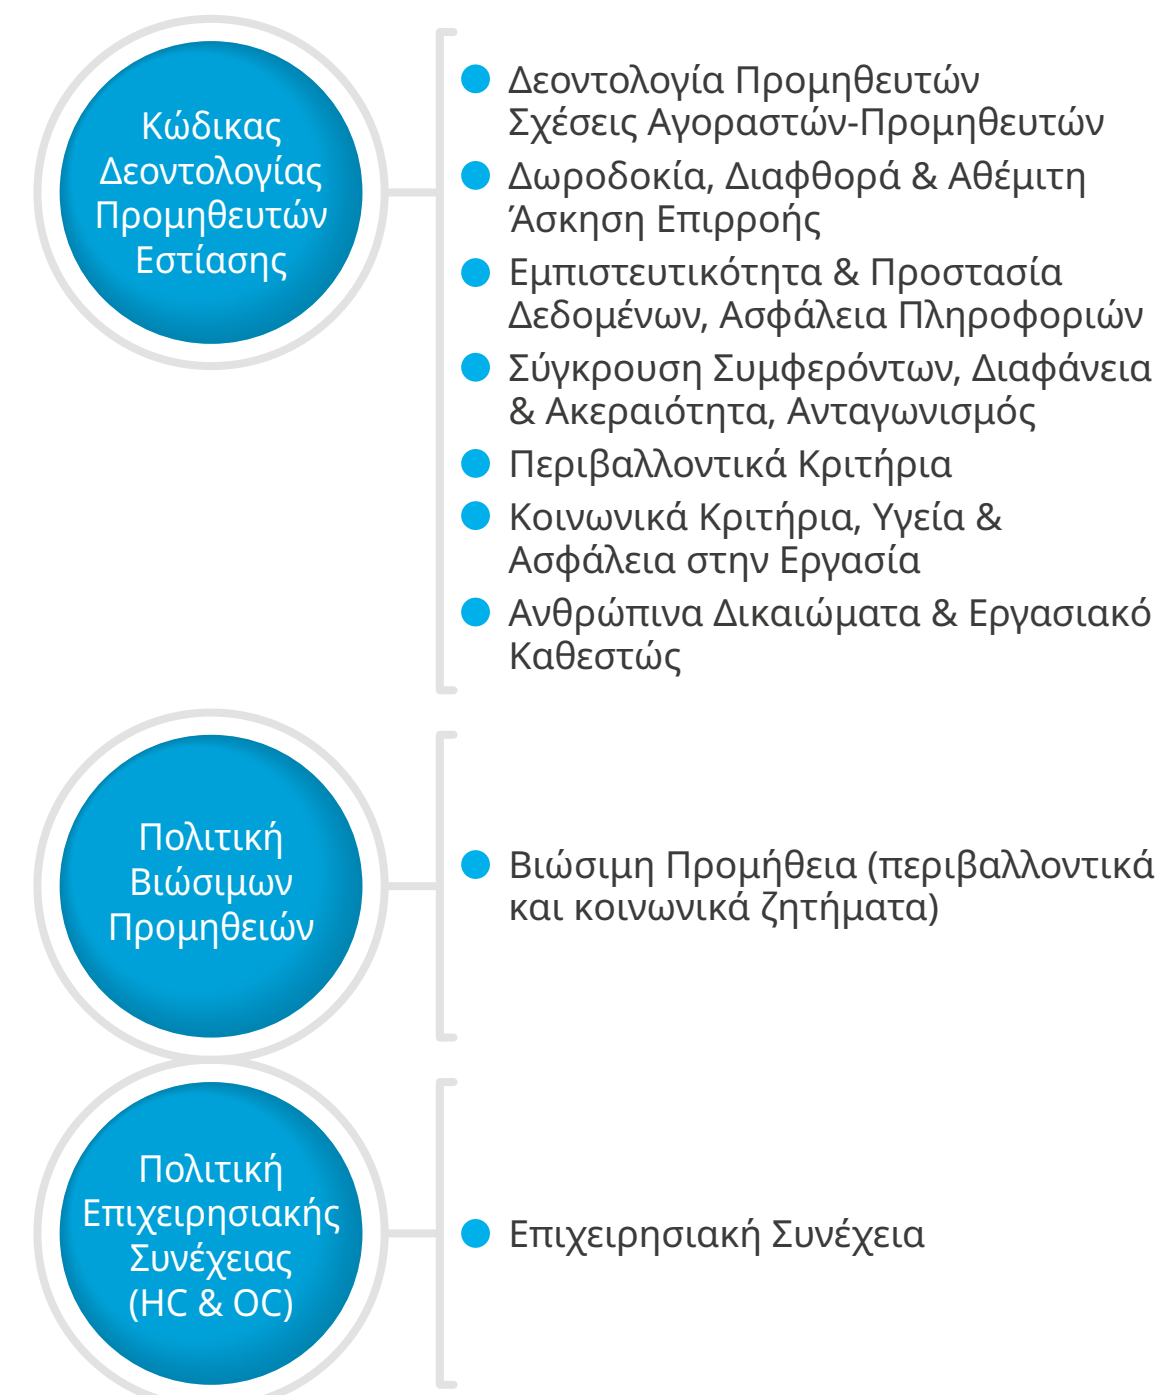 Κώδικας
Δεοντολογίας
Προμηθευτών
Εστίασης
Δεοντολογία Προμηθευτών
Σχέσεις Αγοραστών-Προμηθευτών
Δωροδοκία, Διαφθορά & Αθέμιτη
Άσκηση Επιρροής
Εμπιστευτικότητα & Προστασία
Δεδομένων, Ασφάλεια Πληροφοριών
Σύγκρουση Συμφερόντων, Διαφάνεια
& Ακεραιότητα, Ανταγωνισμός
Περιβαλλοντικά Κριτήρια
Κοινωνικά Κριτήρια, Υγεία &
Ασφάλεια στην Εργασία
Ανθρώπινα Δικαιώματα & Εργασιακό
Καθεστώς
Πολιτική
Βιώσιμων
Προμηθειών
Βιώσιμη Προμήθεια (περιβαλλοντικά
και κοινωνικά ζητήματα)
Πολιτική
Επιχειρησιακής
Συνέχειας
(HC & OC)
Επιχειρησιακή Συνέχεια